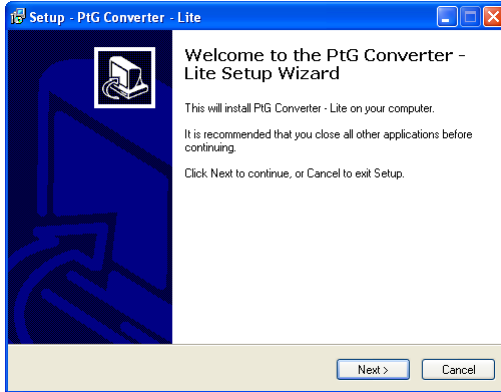 Setup - PtG Converter - Lite
Welcome to the PtG Converter -
Lite Setup Wizard
This will install PtG Converter - Lite on your computer.
It is recommended that you close all other applications before
continuing.
Click Next to continue, or Cancel to exit Setup.
Next > Cancel